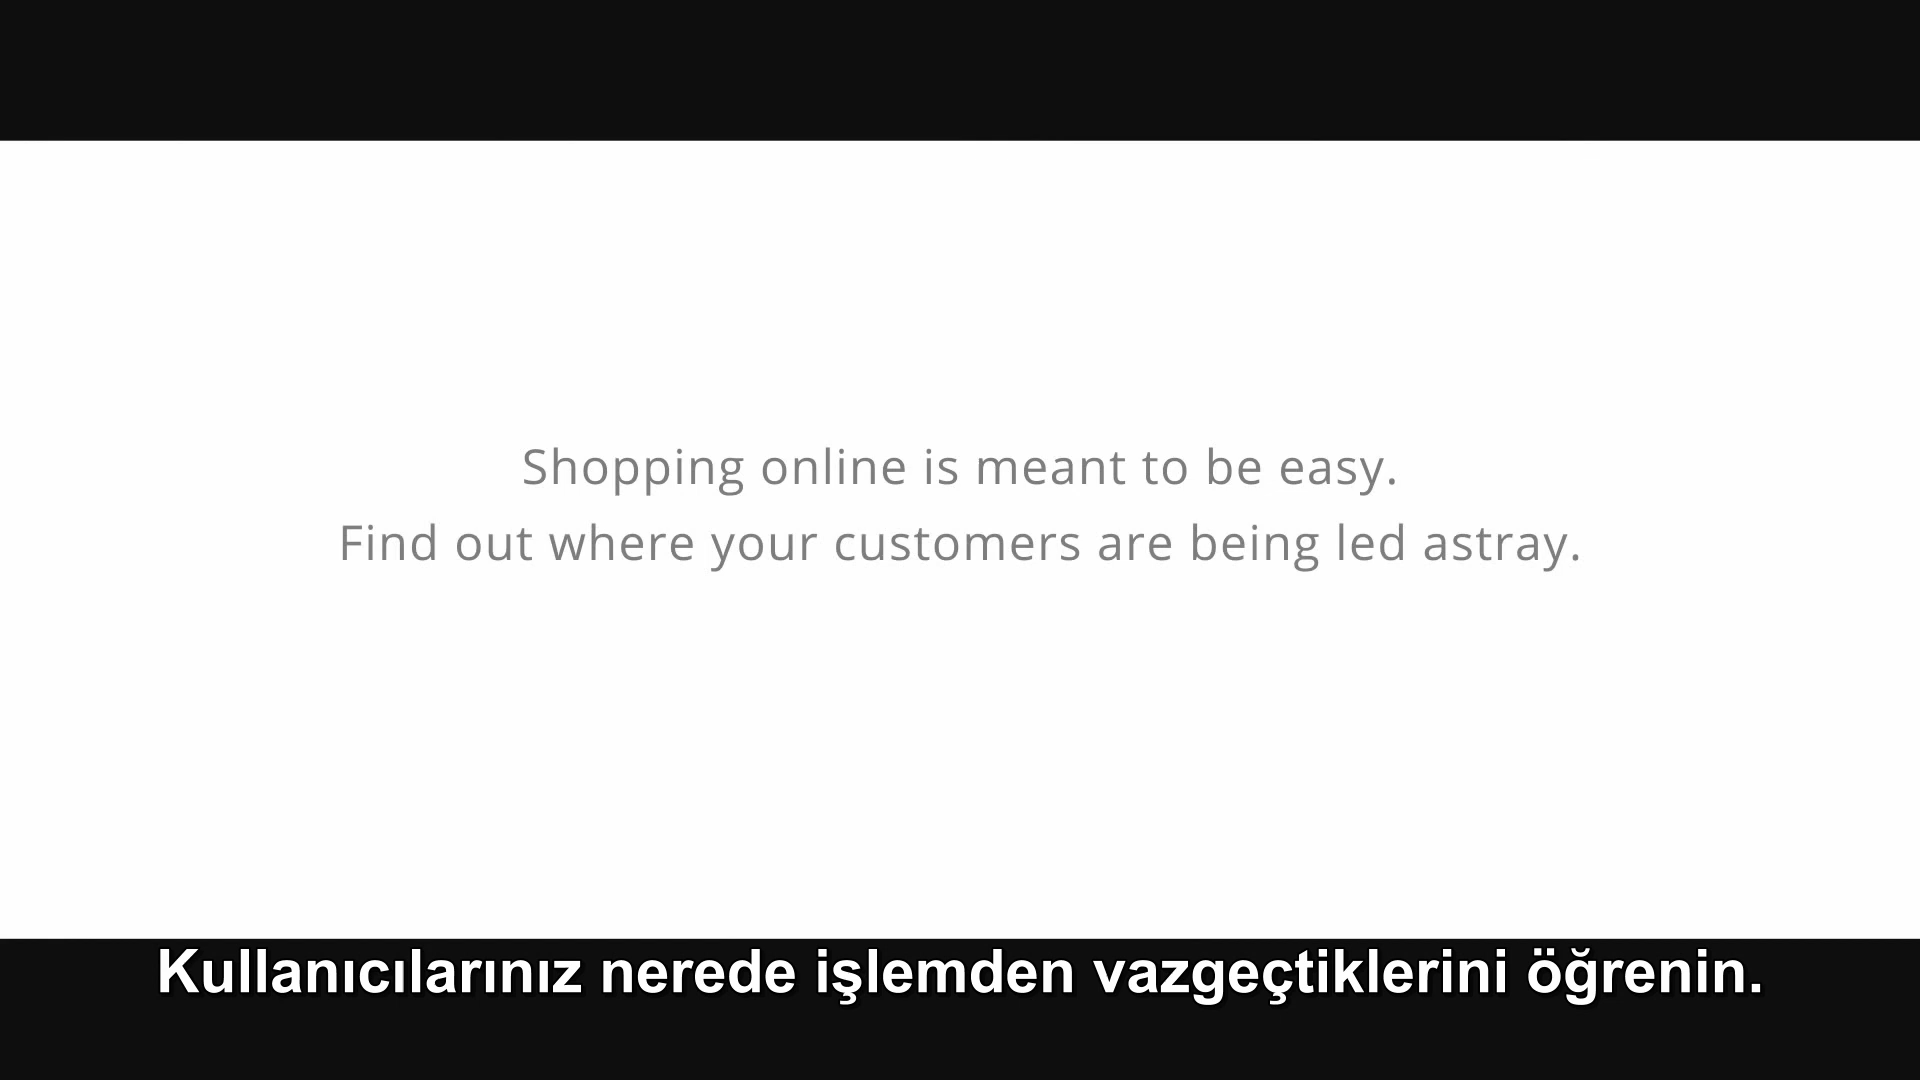 Shopping online is meant to be easy.
Find out where your customers are being led astray.
Kullanıcılarınız nerede işlemden vazgeçtiklerini öğrenin.